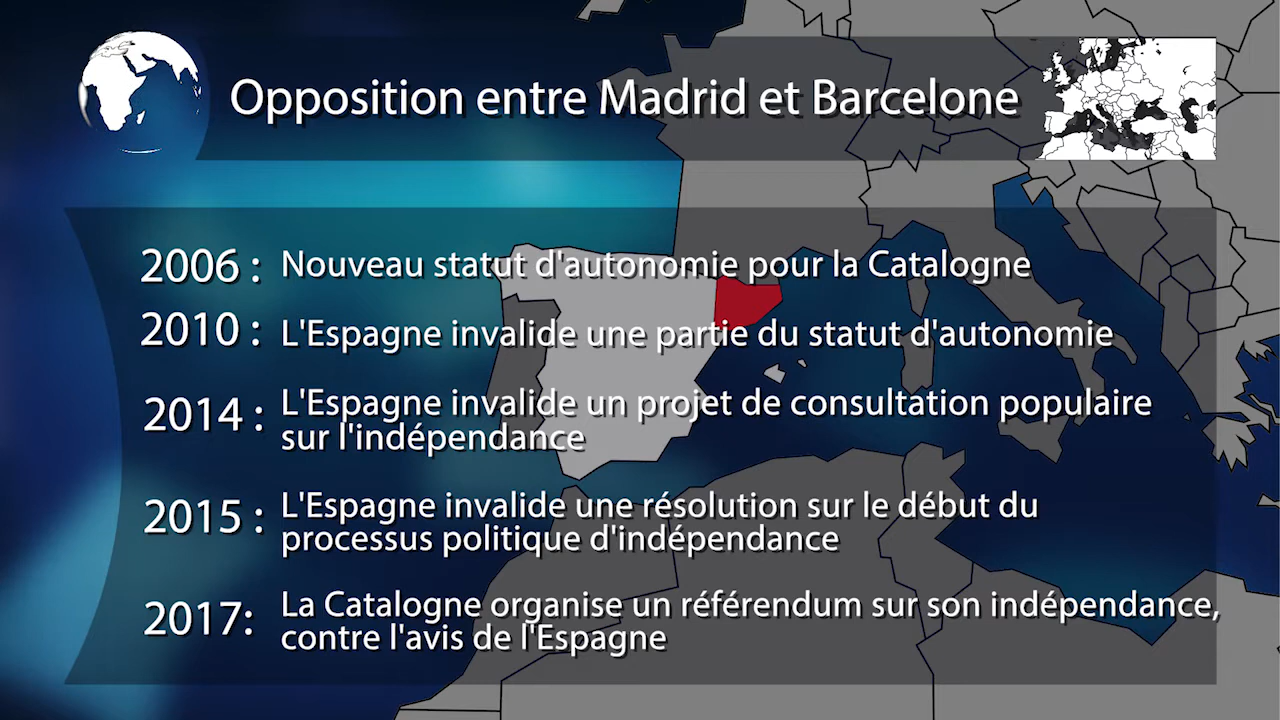 Opposition entre Madrid et Barcelone
2006 : Nouveau statut d'autonomie pour la Catalogne
2010 : L'Espagne invalide une partie du statut d'autonomie
2014 : L'Espagne invalide un projet de consultation populaire
sur l'indépendance
2015 : L'Espagne invalide une résolution sur le début du
processus politique d'indépendance
2017: La Catalogne organise un référendum sur son indépendance,
contre l'avis de l'Espagne